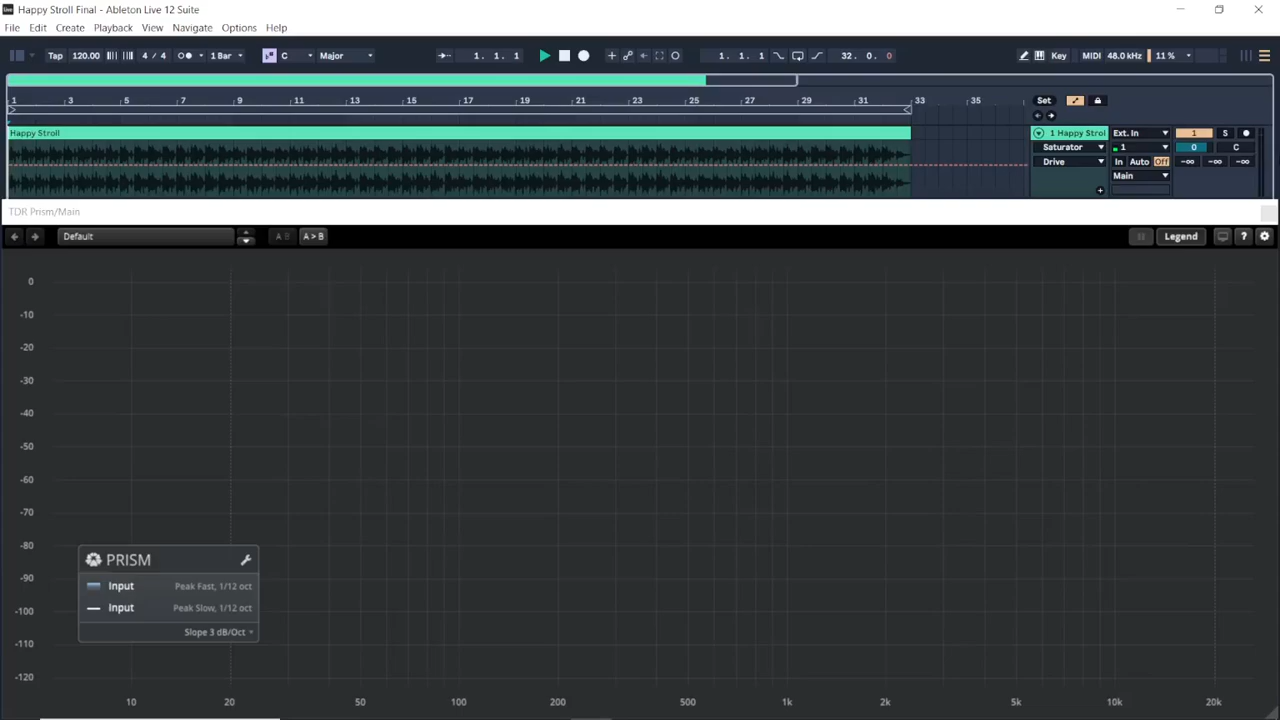 Happy Stroll Final - Ableton Live 12 Suite
File Edit Create Playback View Navigate Options Help
Tap 120.00 4 / 4 1 Bar C Major 1. 1. 1 1. 1. 1 32. 0. 0 Key MIDI 48.0 kHz 11 %
1 3 5 7 9 11 13 15 17 19 21 23 25 27 29 31 33 35 Set
Happy Stroll 1 Happy Strol Ext. In 1 S
Saturator 1 0 C
Drive In Auto Off -∞ -∞ -∞
Main
TDR Prism/Main
Default A B A > B Legend ?
0
-10
-20
-30
-40
-50
-60
-70
-80
PRISM
Input Peak Fast, 1/12 oct
-90
Input Peak Slow, 1/12 oct
-100
Slope 3 dB/Oct
-110
-120
10 20 50 100 200 500 1k 2k 5k 10k 20k